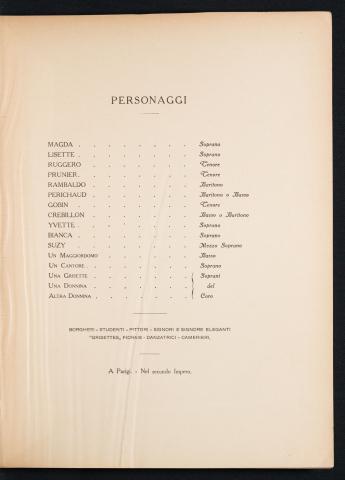 PERSONAGGI
MAGDA . . . . . . . Soprano
LISETTE . . . . . . . Soprano
RUGGERO . . . . . . . Tenore
PRUNIER . . . . . . . Tenore
RAMBALDO . . . . . . . Baritono
PERICHAUD . . . . . . . Baritono o Basso
GOBIN . . . . . . . Tenore
CREBILLON . . . . . . . Basso o Baritono
YVETTE . . . . . . . Soprano
BIANCA . . . . . . . Soprano
SUZY . . . . . . . Mezzo Soprano
UN MAGGIORDOMO . . . . . . Basso
UN CANTORE . . . . . . . Soprano
UNA GRISETTE . . . . . . Soprani
UNA DONNINA . . . . . . del
ALTRA DONNINA . . . . . . Coro
BORGHESI - STUDENTI - PITTORI - SIGNORI E SIGNORE ELEGANTI
GRISETTES, FIORAIE - DANZATRICI - CAMERIERI.
A Parigi. - Nel secondo Impero.